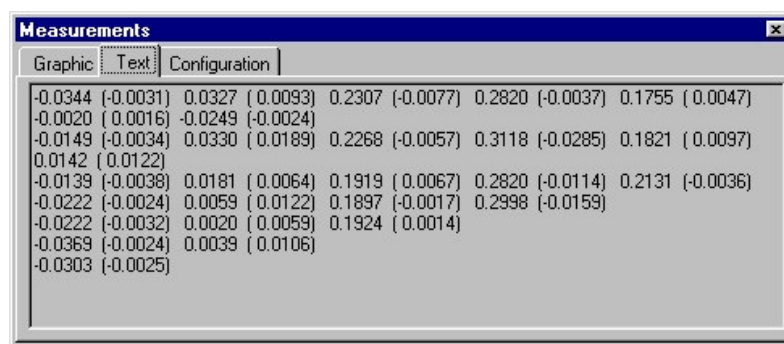 Measurements
Graphic Text Configuration
-0.0344 (-0.0031) 0.0327 ( 0.0093) 0.2307 (-0.0077) 0.2820 (-0.0037) 0.1755 ( 0.0047)
-0.0020 ( 0.0016) -0.0249 (-0.0024)
-0.0149 (-0.0034) 0.0330 ( 0.0189) 0.2268 (-0.0057) 0.3118 (-0.0285) 0.1821 ( 0.0097)
0.0142 ( 0.0122)
-0.0139 (-0.0038) 0.0181 ( 0.0064) 0.1919 ( 0.0067) 0.2820 (-0.0114) 0.2131 (-0.0036)
-0.0222 (-0.0024) 0.0059 ( 0.0122) 0.1897 (-0.0017) 0.2998 (-0.0159)
-0.0222 (-0.0032) 0.0020 ( 0.0059) 0.1924 ( 0.0014)
-0.0369 (-0.0024) 0.0039 ( 0.0106)
-0.0303 (-0.0025)